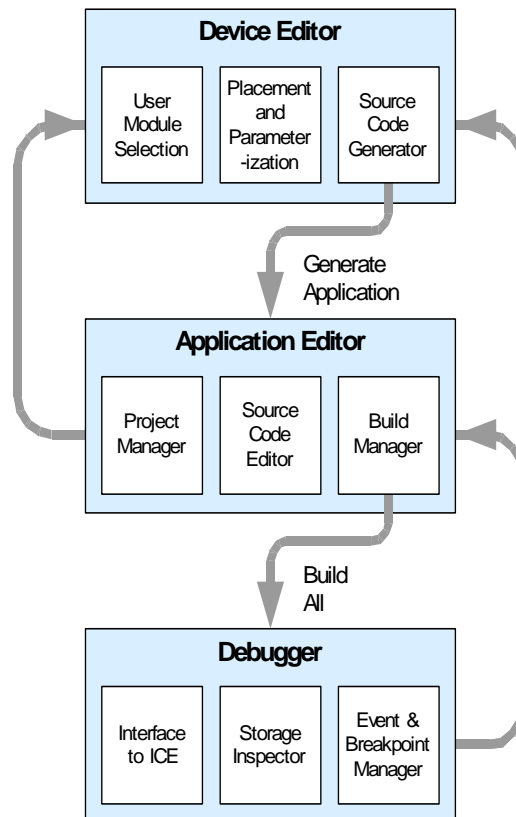 Device Editor
User
Module
Selection
Placement
and
Parameter
-ization
Source
Code
Generator
Generate
Application
Application Editor
Project
Manager
Source
Code
Editor
Build
Manager
Build
All
Debugger
Interface
to ICE
Storage
Inspector
Event &
Breakpoint
Manager